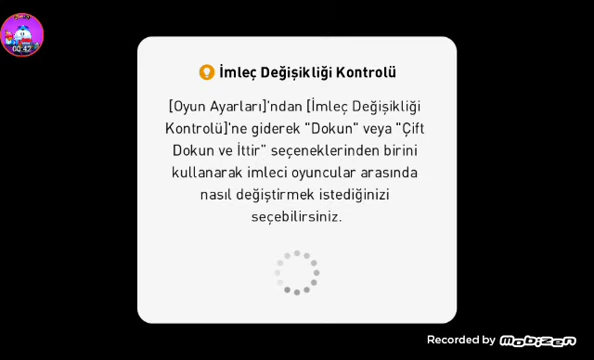 00:42
İmleç Değişikliği Kontrolü
[Oyun Ayarları]'ndan [İmleç Değişikliği
Kontrolü]'ne giderek "Dokun" veya "Çift
Dokun ve İttir" seçeneklerinden birini
kullanarak imleci oyuncular arasında
nasıl değiştirmek istediğinizi
seçebilirsiniz.
Recorded by mobizen